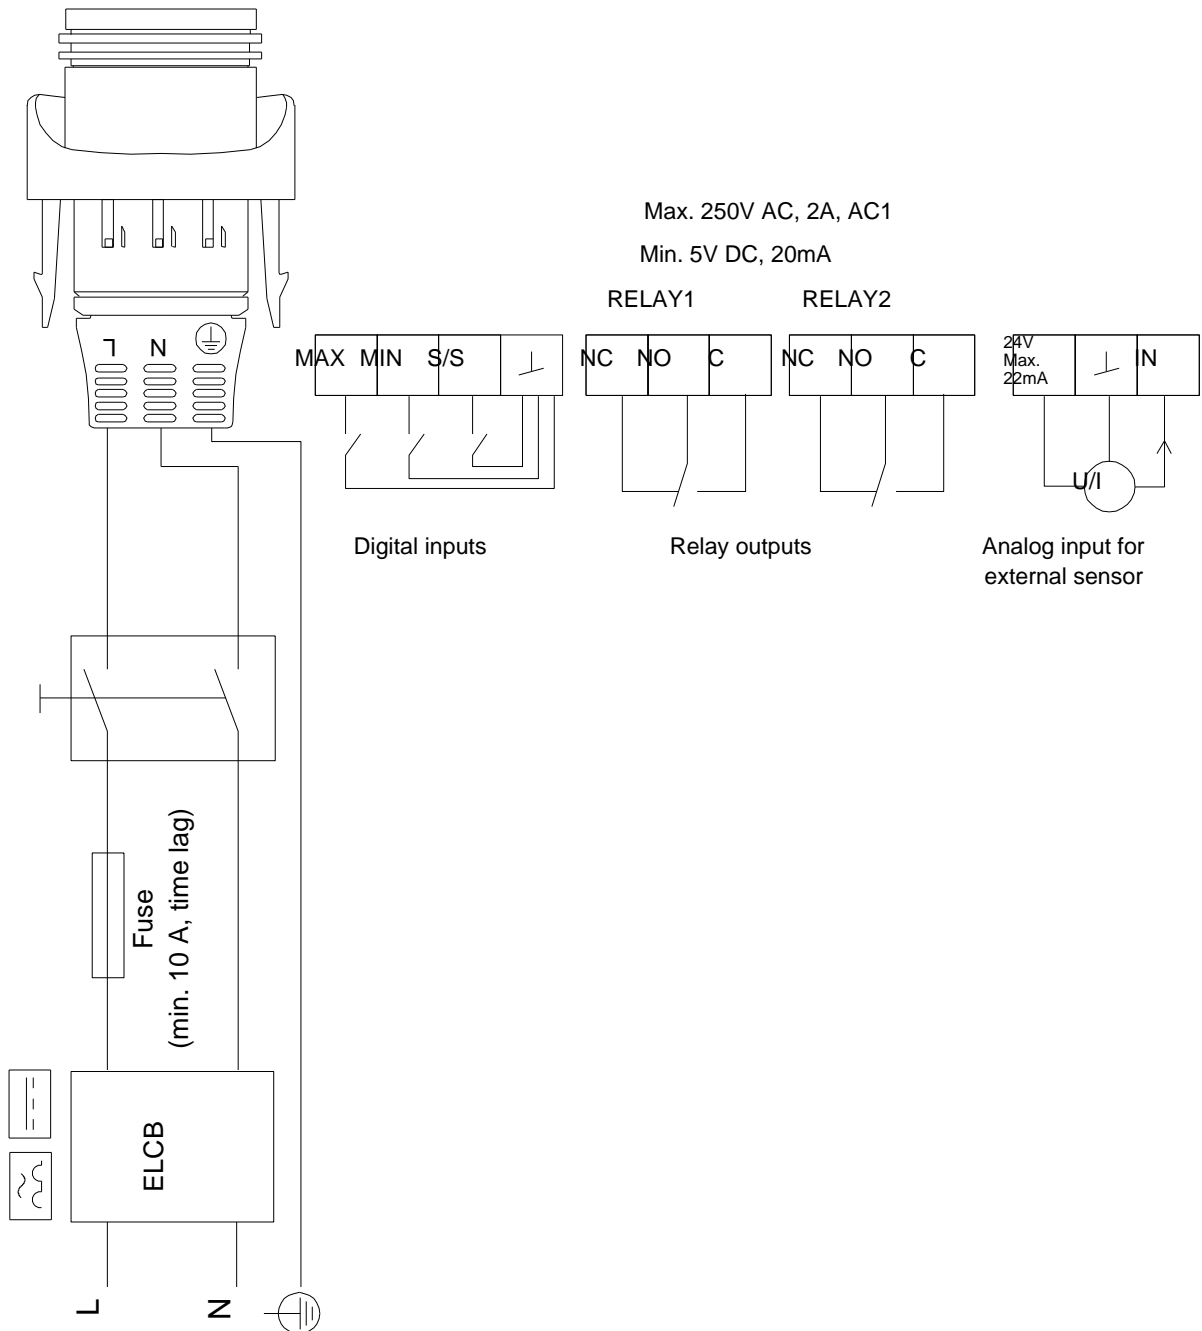 Max. 250V AC, 2A, AC1
Min. 5V DC, 20mA
RELAY1
RELAY2
L
N
MAX MIN S/S
NC NO C
NC NO C
24V
Max.
22mA
IN
U/I
Digital inputs
Relay outputs
Analog input for
external sensor
Fuse
(min. 10 A, time lag)
ELCB
L
N